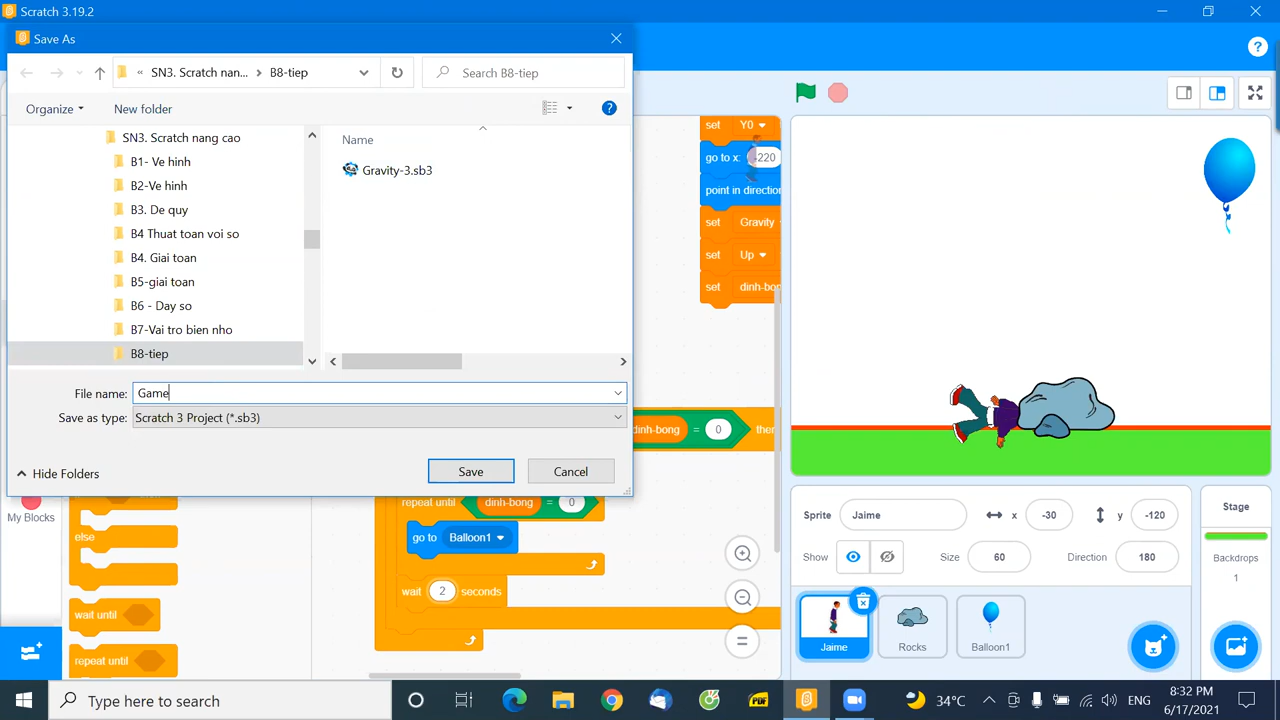 Scratch 3.19.2
Save As
« SN3. Scratch nan... > B8-tiep
Search B8-tiep
Organize
New folder
SN3. Scratch nang cao
B1- Ve hinh
B2-Ve hinh
B3. De quy
B4 Thuat toan voi so
B4. Giai toan
B5-giai toan
B6 - Day so
B7-Vai tro bien nho
B8-tiep
Name
Gravity-3.sb3
File name: Game
Save as type: Scratch 3 Project (*.sb3)
Hide Folders
Save
Cancel
set Y0
go to x: -220
point in direction
set Gravity
set Up
set dinh-bon
dinh-bong = 0 then
My Blocks
else
wait until
repeat until
repeat until dinh-bong = 0
go to Balloon1
wait 2 seconds
Sprite Jaime x -30 y -120
Show Size 60 Direction 180
Jaime
Rocks
Balloon1
Stage
Backdrops
1
Type here to search
PDF
34°C
ENG
8:32 PM
6/17/2021